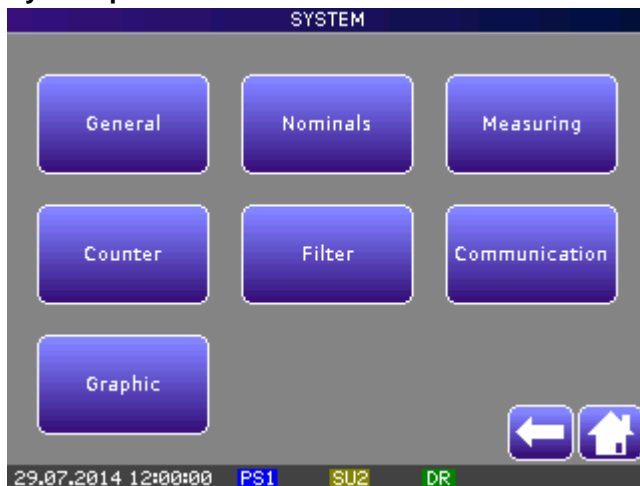 SYSTEM
General Nominals Measuring
Counter Filter Communication
Graphic
29.07.2014 12:00:00 PS1 SU2 DR